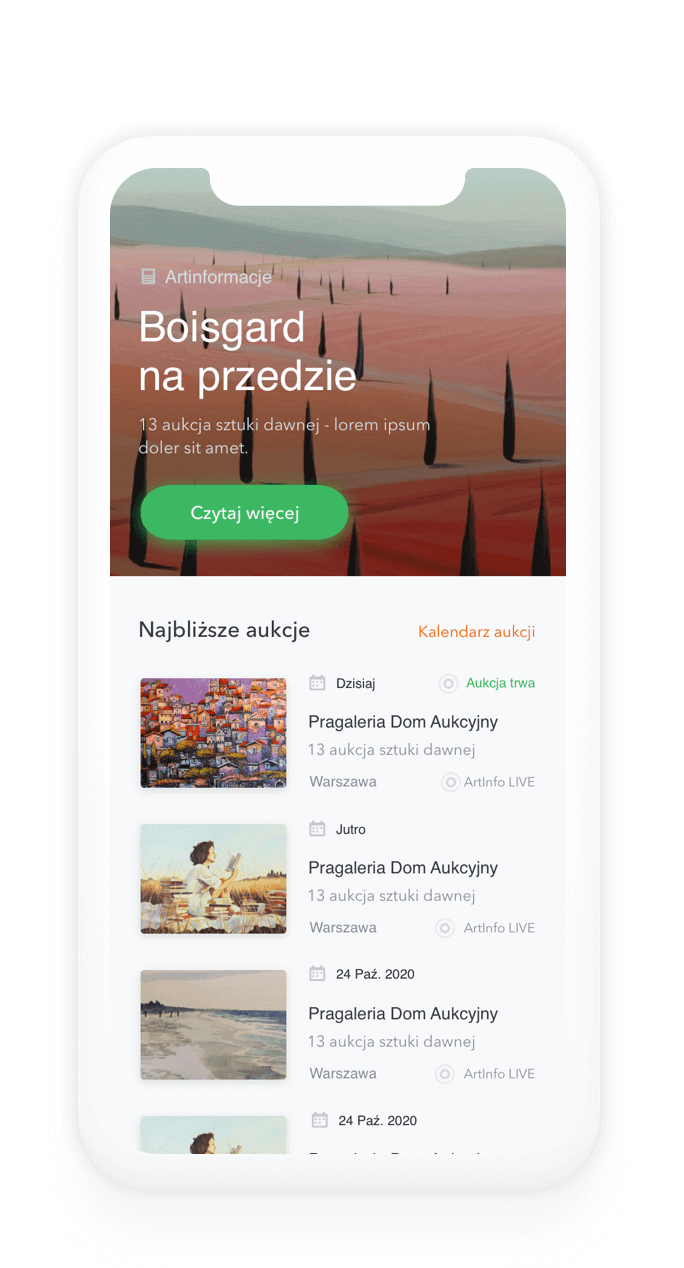 Artinformacje
Boisgard
na przedzie
13 aukcja sztuki dawnej - lorem ipsum
doler sit amet.
Czytaj więcej
Najbliższe aukcje
Kalendarz aukcji
Dzisiaj
Aukcja trwa
Pragaleria Dom Aukcyjny
13 aukcja sztuki dawnej
Warszawa
ArtInfo LIVE
Jutro
Pragaleria Dom Aukcyjny
13 aukcja sztuki dawnej
Warszawa
ArtInfo LIVE
24 Paź. 2020
Pragaleria Dom Aukcyjny
13 aukcja sztuki dawnej
Warszawa
ArtInfo LIVE
24 Paź. 2020